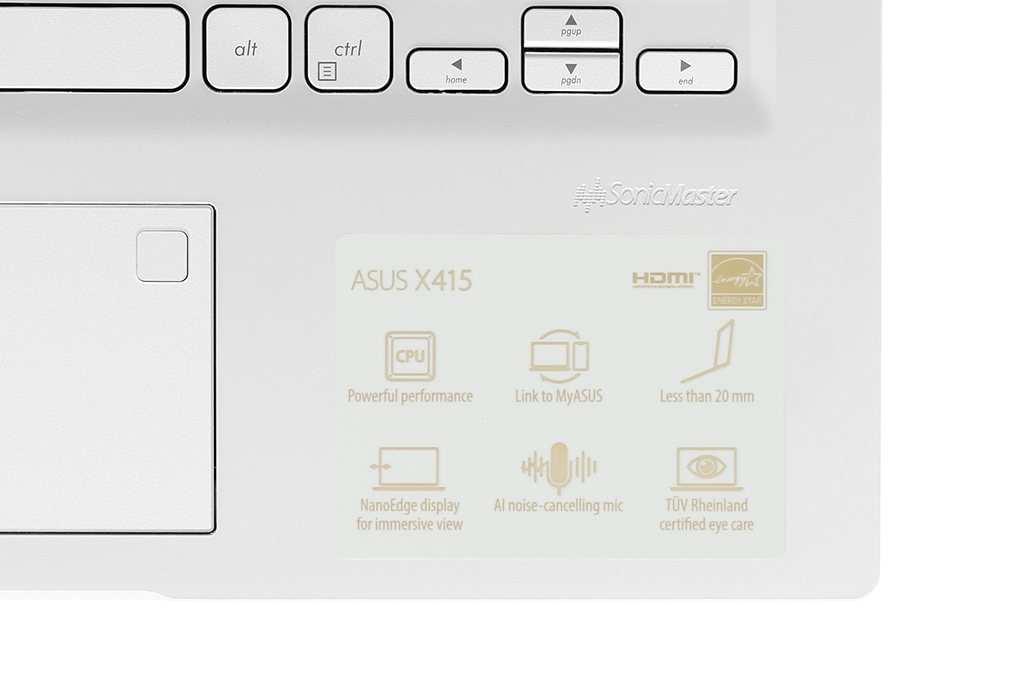 alt
ctrl
home
pgup
pgdn
end
SonicMaster
ASUS X415
HDMI™
energy
ENERGY STAR
CPU
Powerful performance
Link to MyASUS
Less than 20 mm
NanoEdge display
for immersive view
AI noise-cancelling mic
TÜV Rheinland
certified eye care